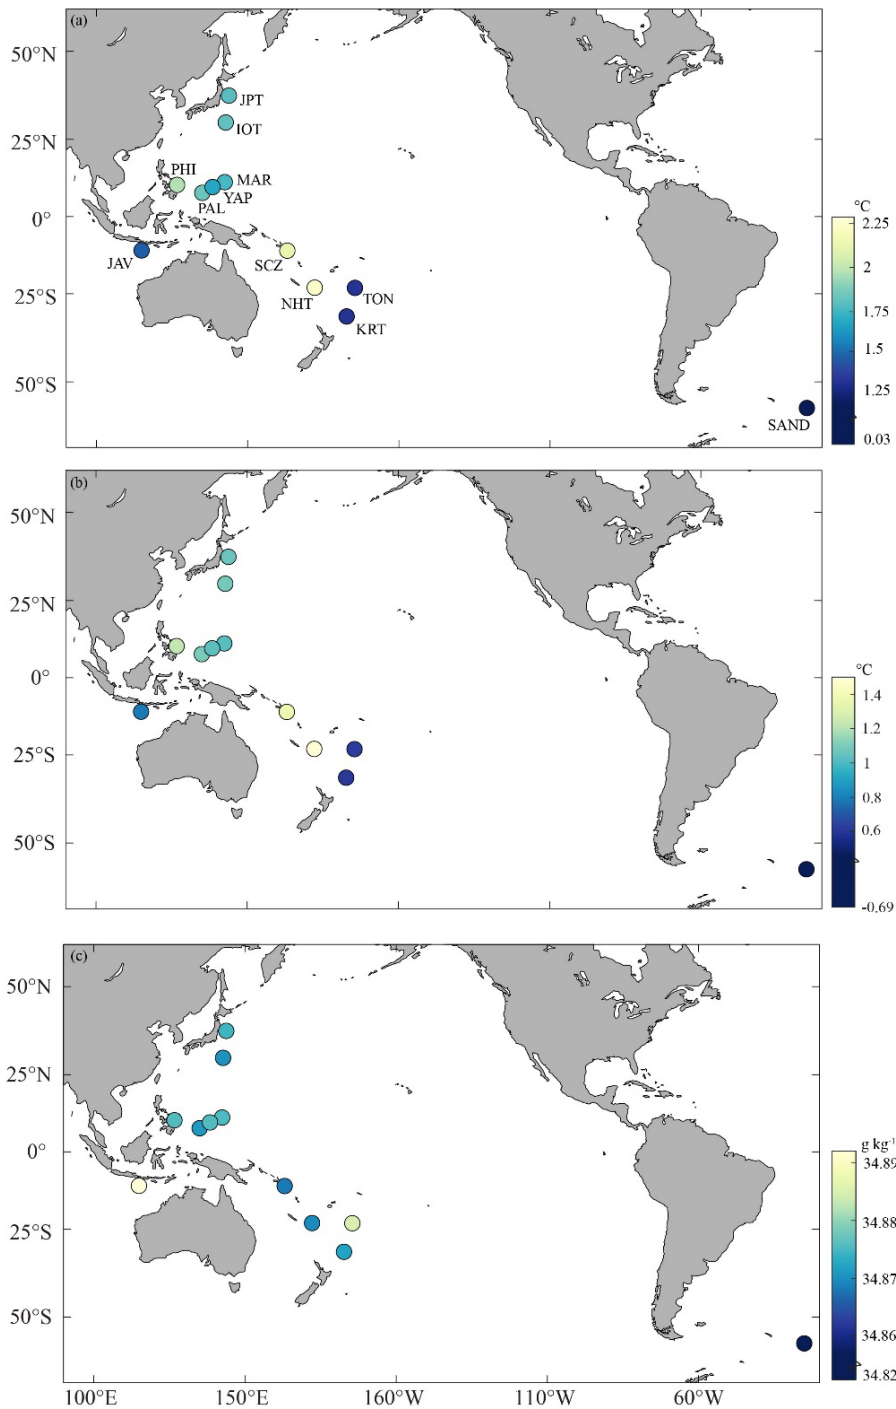 (a)
50°N
JPT
25°N
IOT
PHI
MAR
YAP
PAL
0°
°C
2.25
JAV
SCZ
2
NHT
TON
25°S
1.75
KRT
1.5
50°S
1.25
SAND
0.03
(b)
50°N
25°N
0°
°C
1.4
1.2
25°S
1
0.8
0.6
50°S
-0.69
(c)
50°N
25°N
0°
g kg-1
34.89
25°S
34.88
34.87
50°S
34.86
34.82
100°E 150°E 160°W 110°W 60°W